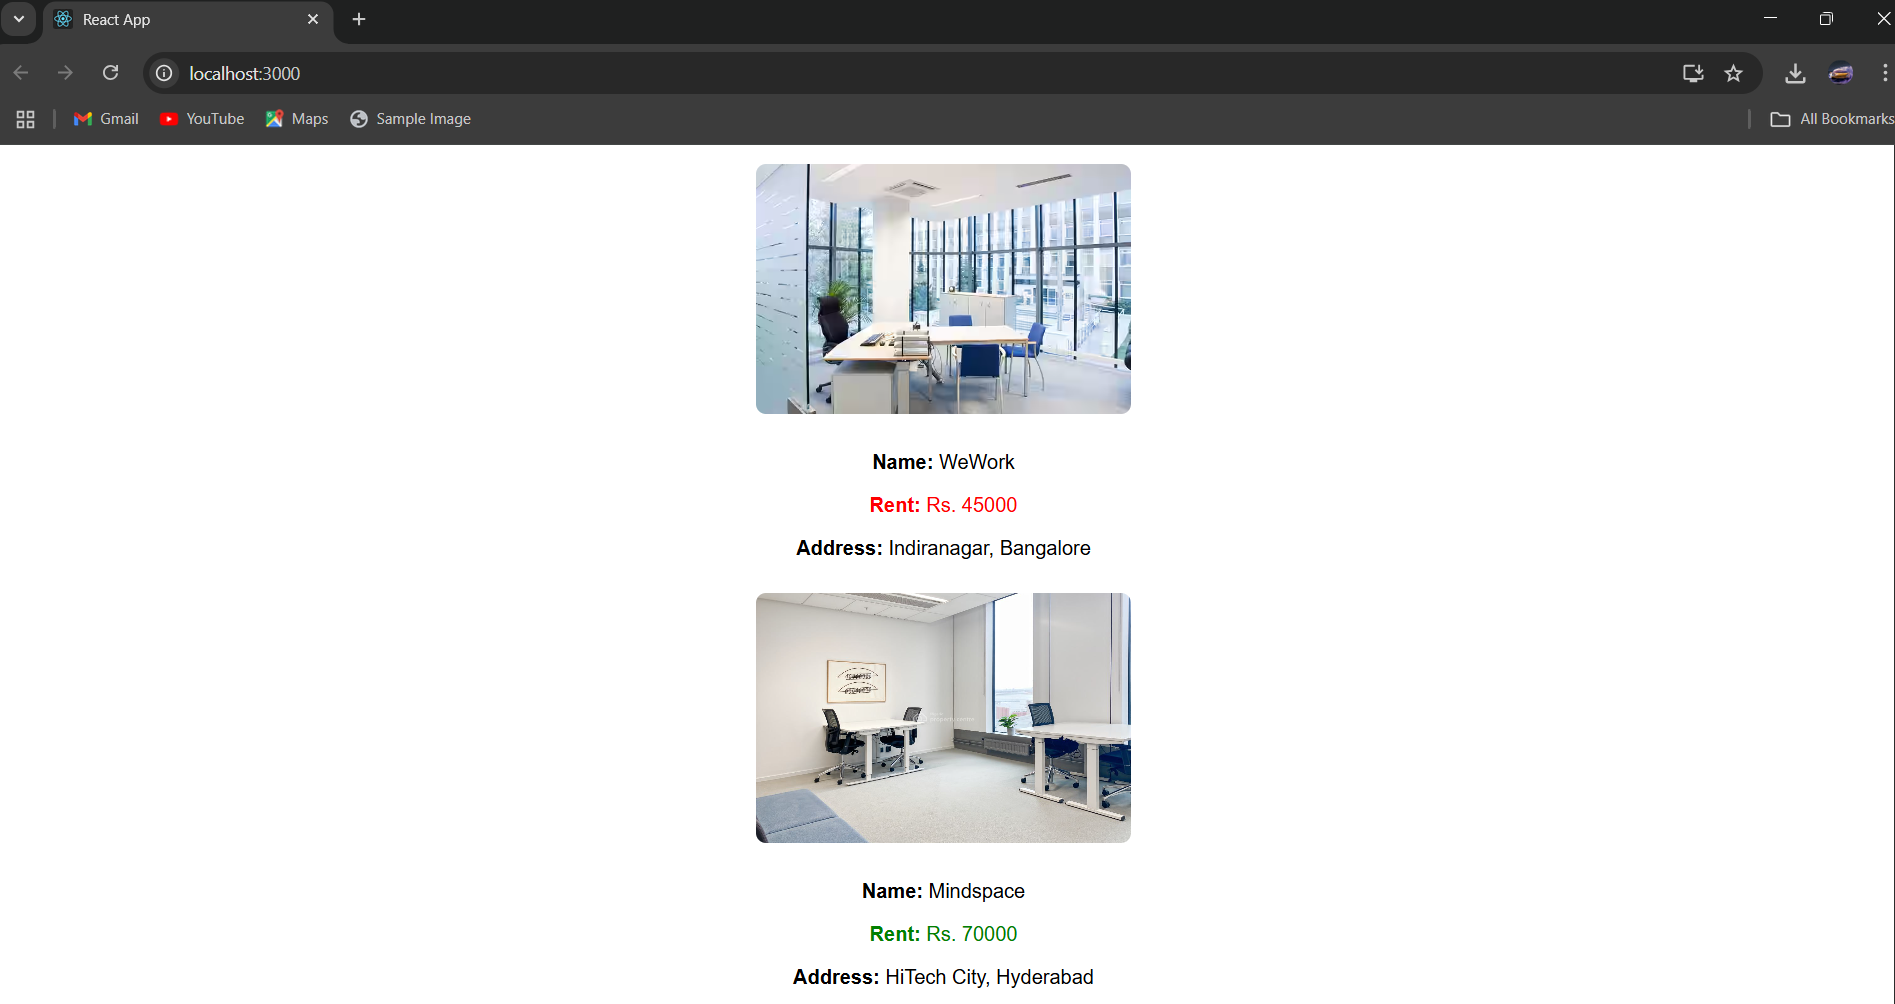 React App
localhost:3000
Gmail YouTube Maps Sample Image All Bookmarks
Name: WeWork
Rent: Rs. 45000
Address: Indiranagar, Bangalore
Name: Mindspace
Rent: Rs. 70000
Address: HiTech City, Hyderabad